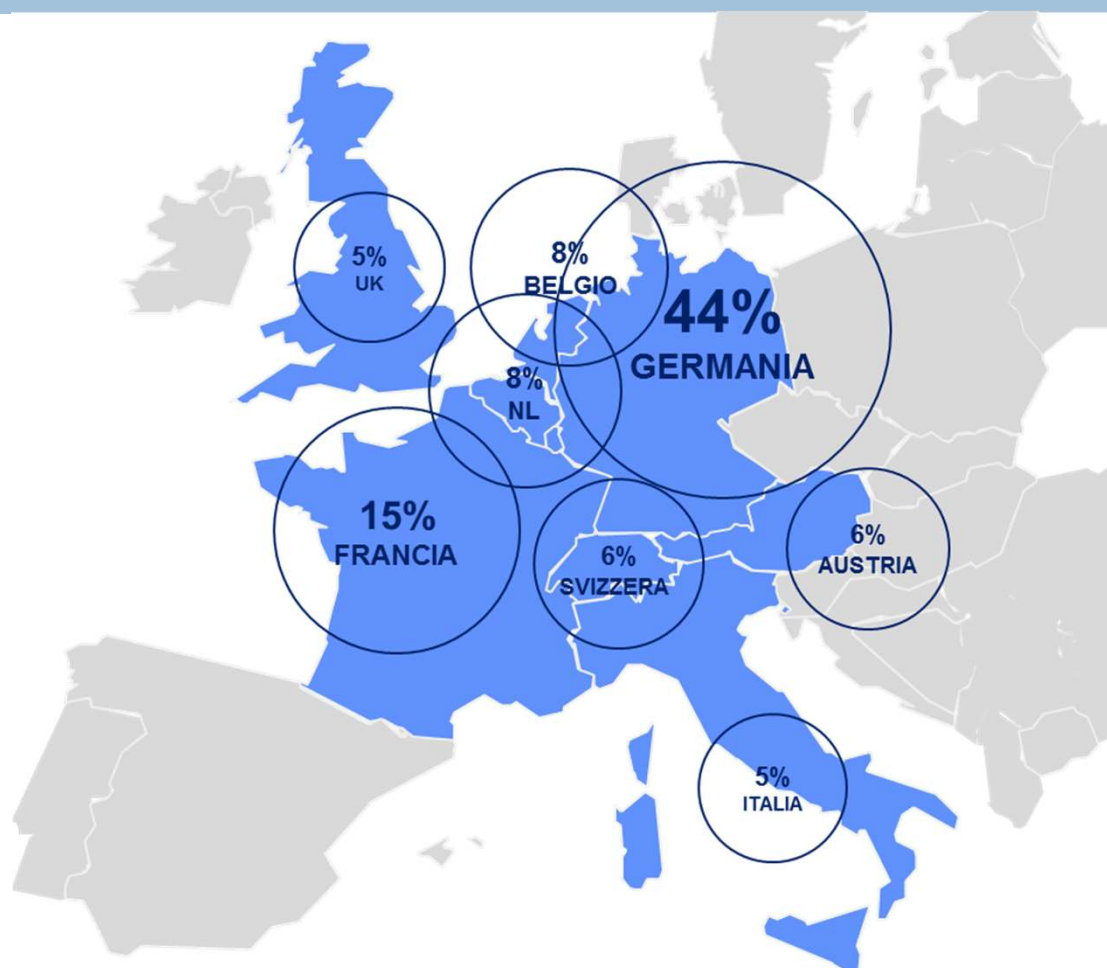 5%
UK
8%
BELGIO
44%
GERMANIA
8%
NL
15%
FRANCIA
6%
SVIZZERA
6%
AUSTRIA
5%
ITALIA